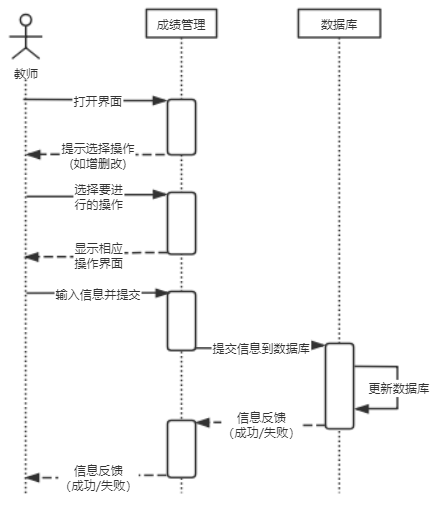 成绩管理
数据库
教师
打开界面
提示选择操作
(如增删改)
选择要进
行的操作
显示相应
操作界面
输入信息并提交
提交信息到数据库
更新数据库
信息反馈
(成功/失败)
信息反馈
(成功/失败)